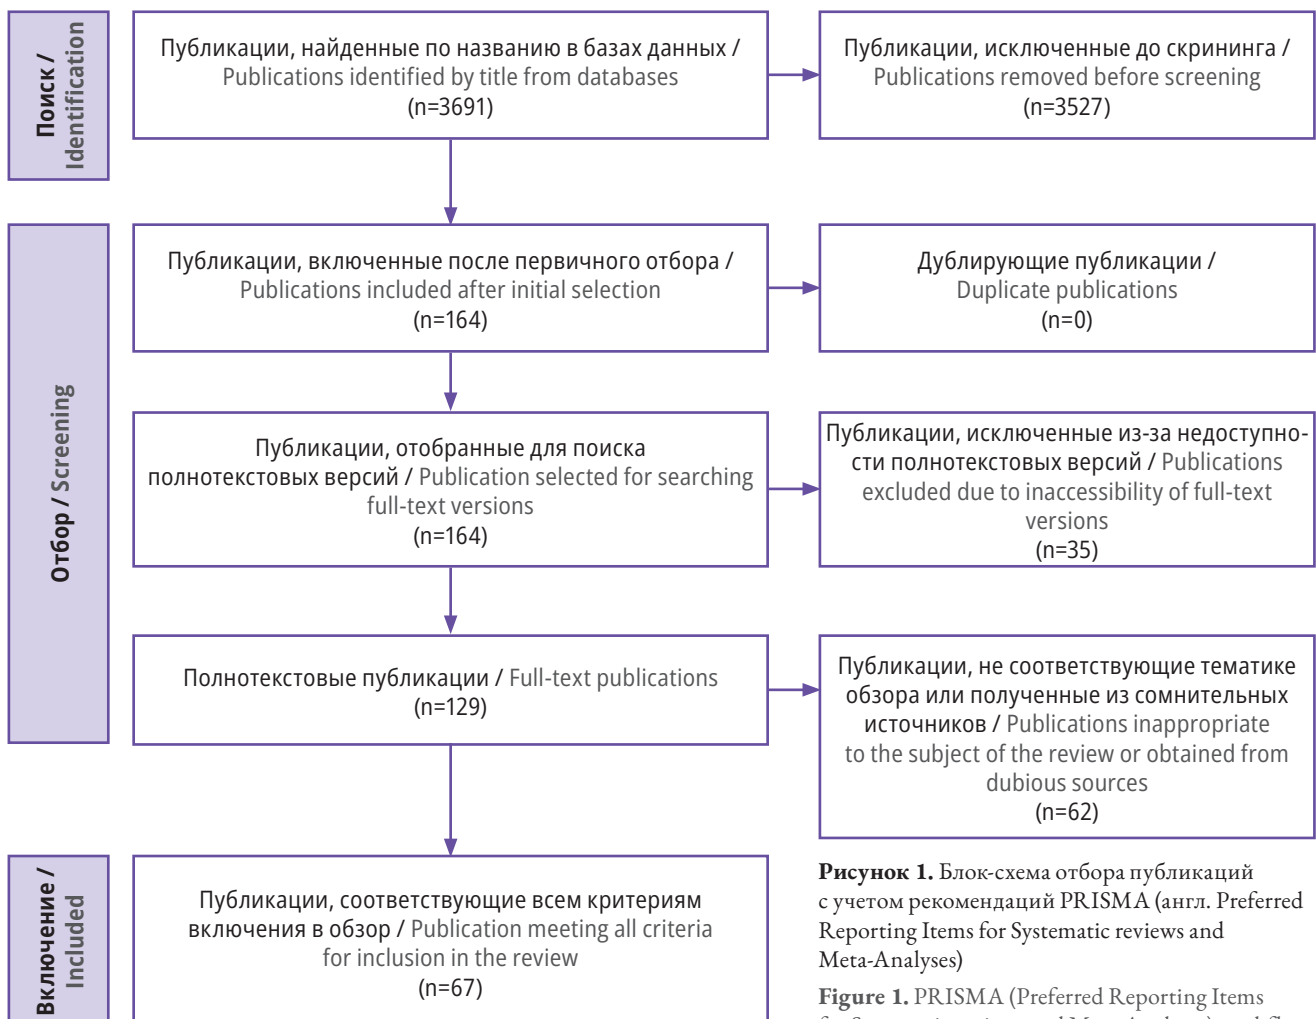 Поиск /
Identification
Публикации, найденные по названию в базах данных /
Publications identified by title from databases
(n=3691)
Публикации, исключенные до скрининга /
Publications removed before screening
(n=3527)
Отбор / Screening
Публикации, включенные после первичного отбора /
Publications included after initial selection
(n=164)
Дублирующие публикации /
Duplicate publications
(n=0)
Публикации, отобранные для поиска
полнотекстовых версий / Publication selected for searching
full-text versions
(n=164)
Публикации, исключенные из-за недоступно-
сти полнотекстовых версий / Publications
excluded due to inaccessibility of full-text
versions
(n=35)
Полнотекстовые публикации / Full-text publications
(n=129)
Публикации, не соответствующие тематике
обзора или полученные из сомнительных
источников / Publications inappropriate
to the subject of the review or obtained from
dubious sources
(n=62)
Включение /
Included
Публикации, соответствующие всем критериям
включения в обзор / Publication meeting all criteria
for inclusion in the review
(n=67)
Рисунок 1. Блок-схема отбора публикаций
с учетом рекомендаций PRISMA (англ. Preferred
Reporting Items for Systematic reviews and
Meta-Analyses)
Figure 1. PRISMA (Preferred Reporting Items